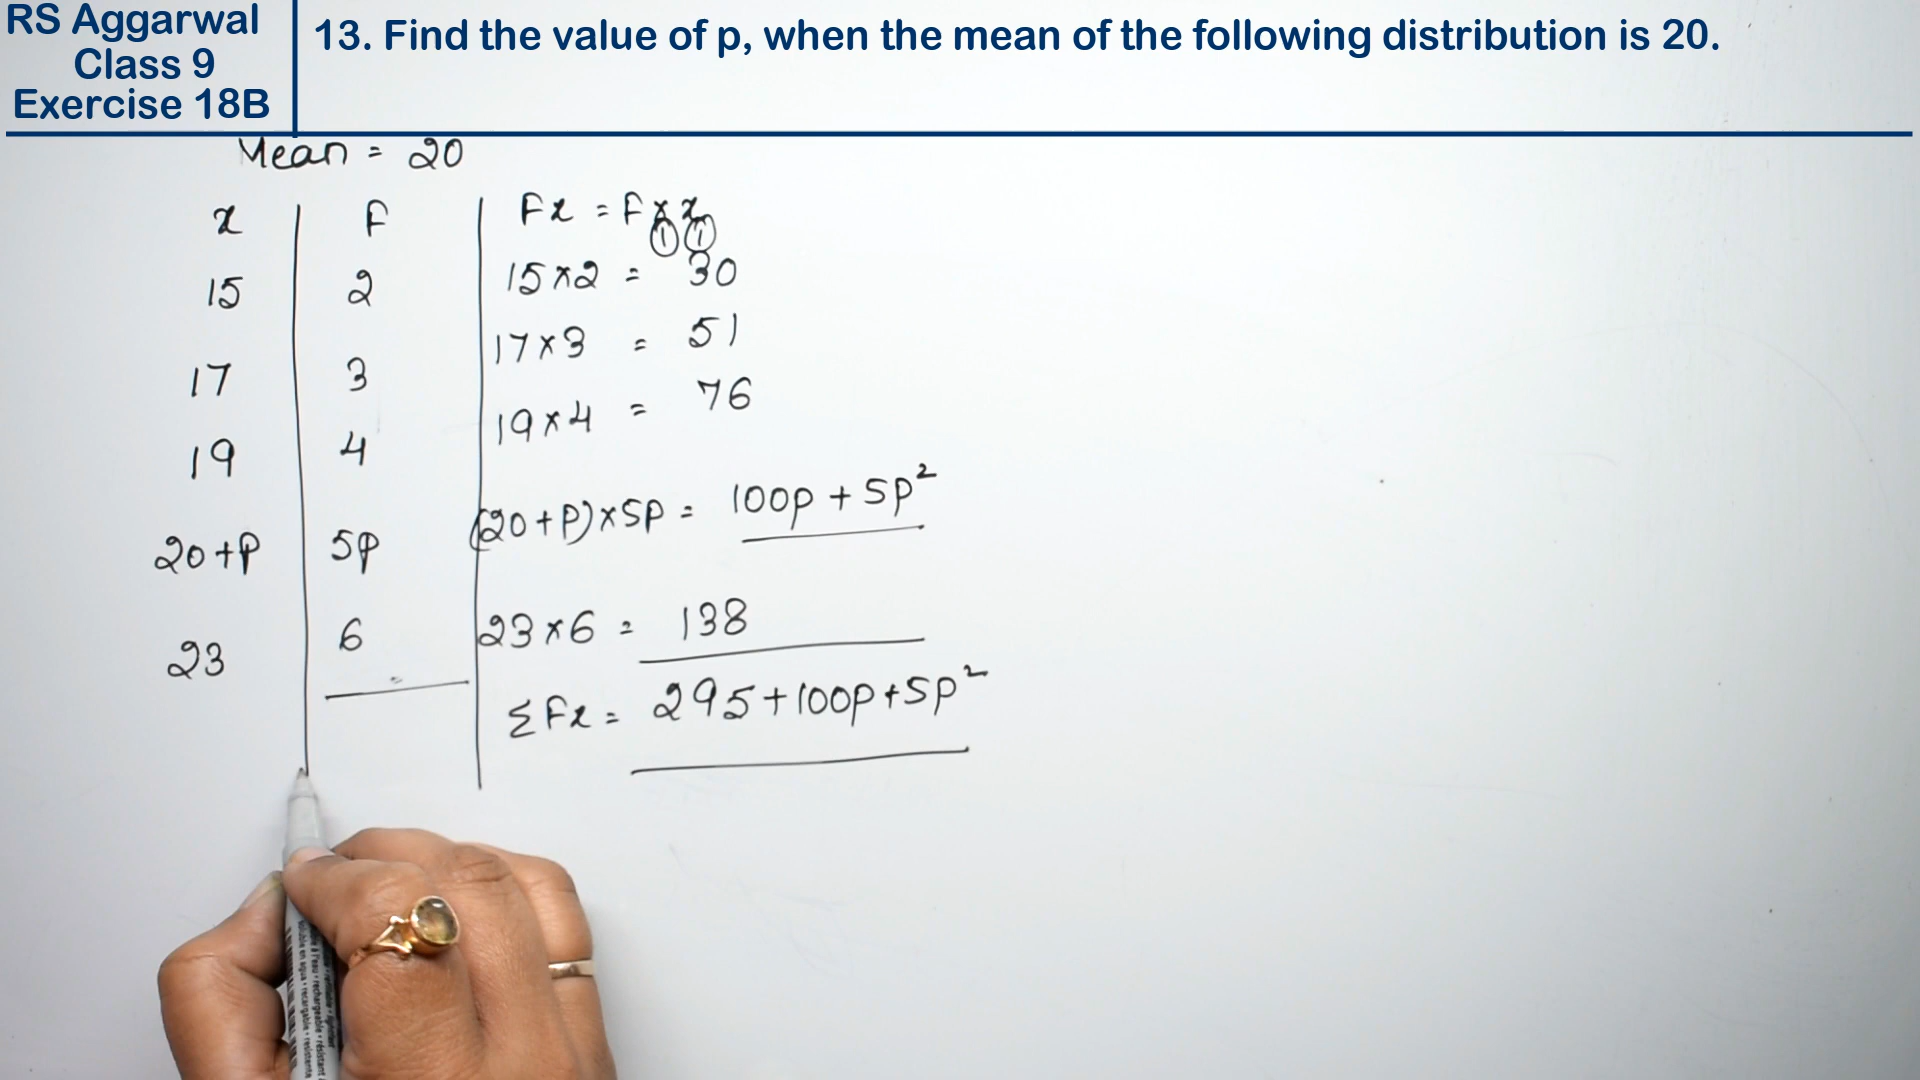 RS Aggarwal
Class 9
Exercise 18B
13. Find the value of p, when the mean of the following distribution is 20.
Mean = 20
x F Fx = F × x
1 1
15 2 15×2 = 30
17 3 17×3 = 51
19 4 19×4 = 76
20+P 5p (20+P)×5P = 100p + 5p²
23 6 23×6 = 138
ΣFx = 295+100p+5p²